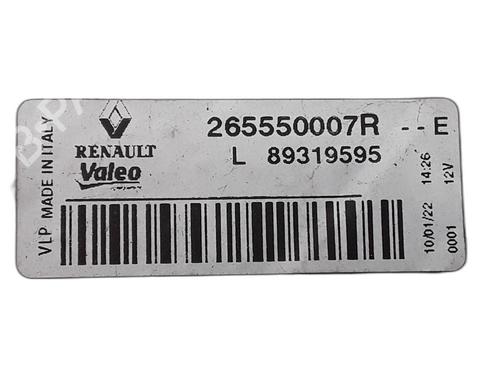 VLP MADE IN ITALY
RENAULT
Valeo
265550007R -- E
L 89319595
10/01/22 14:26
0001 12V